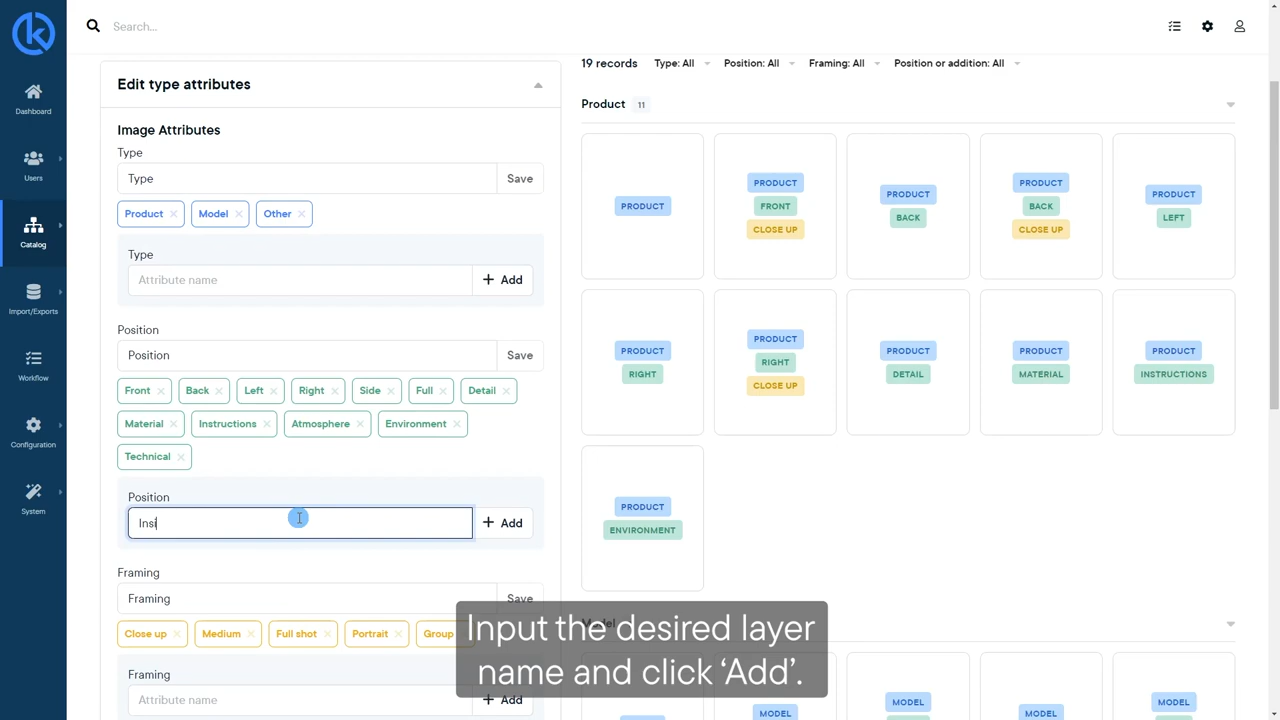 Search...
Dashboard
Users
Catalog
Import/Exports
Workflow
Configuration
System
Edit type attributes
Image Attributes
Type
Type
Save
Product
Model
Other
Type
Attribute name
+ Add
Position
Position
Save
Front
Back
Left
Right
Side
Full
Detail
Material
Instructions
Atmosphere
Environment
Technical
Position
Insi
+ Add
Framing
Framing
Save
Close up
Medium
Full shot
Portrait
Group
Framing
Attribute name
+ Add
19 records
Type: All
Position: All
Framing: All
Position or addition: All
Product 11
PRODUCT
PRODUCT
FRONT
CLOSE UP
PRODUCT
BACK
PRODUCT
BACK
CLOSE UP
PRODUCT
LEFT
PRODUCT
RIGHT
PRODUCT
RIGHT
CLOSE UP
PRODUCT
DETAIL
PRODUCT
MATERIAL
PRODUCT
INSTRUCTIONS
PRODUCT
ENVIRONMENT
Model
MODEL
MODEL
MODEL
MODEL
Input the desired layer
name and click ‘Add’.